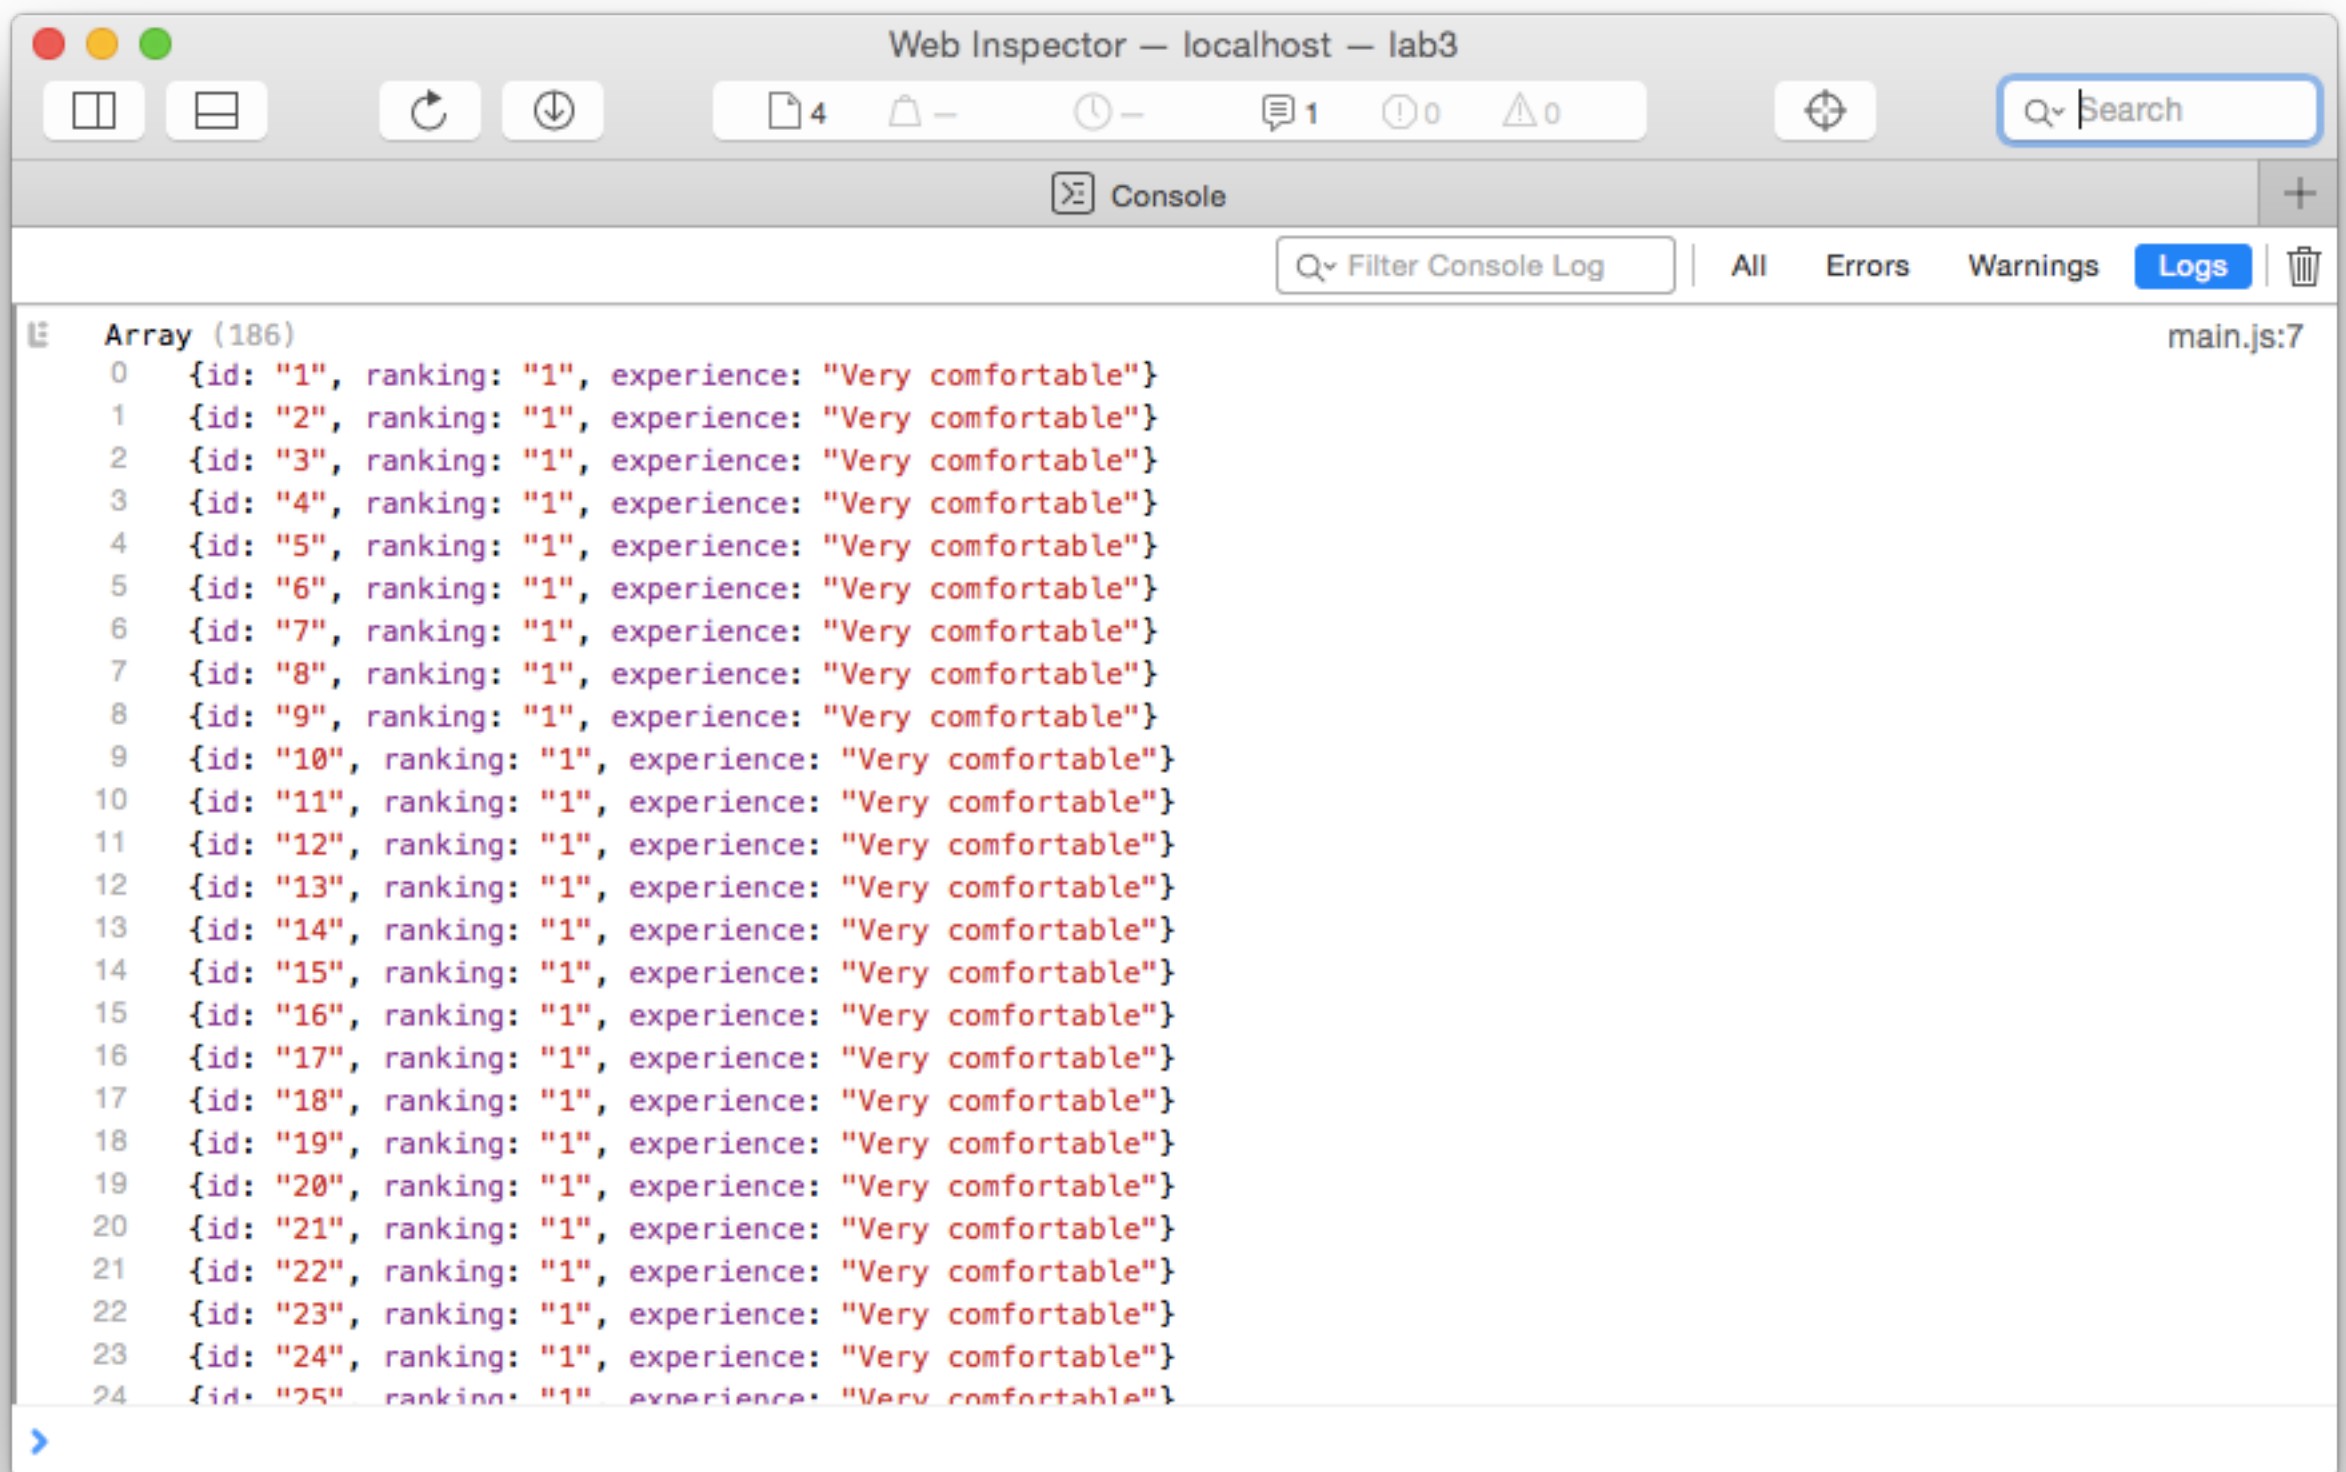 Web Inspector — localhost — lab3
4 — — 1 0 0 Search
Console
Filter Console Log All Errors Warnings Logs
Array (186) main.js:7
0 {id: "1", ranking: "1", experience: "Very comfortable"}
1 {id: "2", ranking: "1", experience: "Very comfortable"}
2 {id: "3", ranking: "1", experience: "Very comfortable"}
3 {id: "4", ranking: "1", experience: "Very comfortable"}
4 {id: "5", ranking: "1", experience: "Very comfortable"}
5 {id: "6", ranking: "1", experience: "Very comfortable"}
6 {id: "7", ranking: "1", experience: "Very comfortable"}
7 {id: "8", ranking: "1", experience: "Very comfortable"}
8 {id: "9", ranking: "1", experience: "Very comfortable"}
9 {id: "10", ranking: "1", experience: "Very comfortable"}
10 {id: "11", ranking: "1", experience: "Very comfortable"}
11 {id: "12", ranking: "1", experience: "Very comfortable"}
12 {id: "13", ranking: "1", experience: "Very comfortable"}
13 {id: "14", ranking: "1", experience: "Very comfortable"}
14 {id: "15", ranking: "1", experience: "Very comfortable"}
15 {id: "16", ranking: "1", experience: "Very comfortable"}
16 {id: "17", ranking: "1", experience: "Very comfortable"}
17 {id: "18", ranking: "1", experience: "Very comfortable"}
18 {id: "19", ranking: "1", experience: "Very comfortable"}
19 {id: "20", ranking: "1", experience: "Very comfortable"}
20 {id: "21", ranking: "1", experience: "Very comfortable"}
21 {id: "22", ranking: "1", experience: "Very comfortable"}
22 {id: "23", ranking: "1", experience: "Very comfortable"}
23 {id: "24", ranking: "1", experience: "Very comfortable"}
24 {id: "25", ranking: "1", experience: "Very comfortable"}